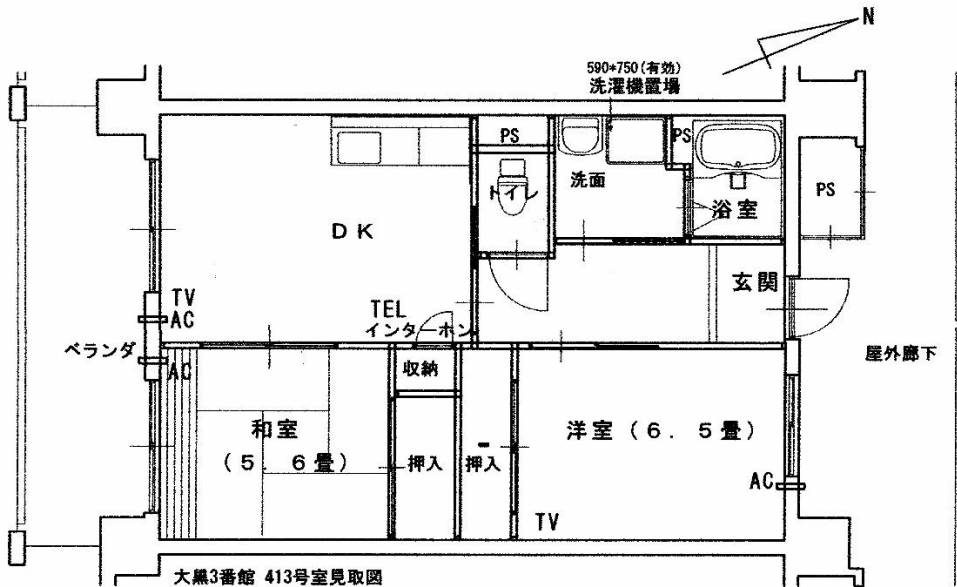 N
590*750(有効)
洗濯機置場
PS
PS
トイレ
洗面
浴室
PS
DK
玄関
TV
AC
TEL
インターホン
ベランダ
AC
収納
屋外廊下
和室
(5.6畳)
押入
押入
洋室(6.5畳)
AC
TV
大黒3番館 413号室見取図